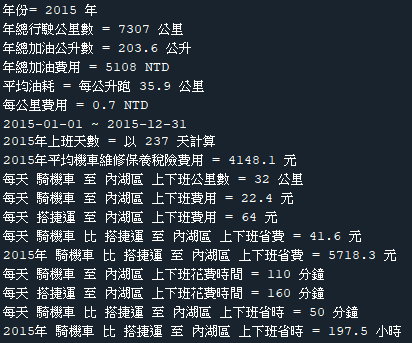 年份= 2015 年
年總行駛公里數 = 7307 公里
年總加油公升數 = 203.6 公升
年總加油費用 = 5108 NTD
平均油耗 = 每公升跑 35.9 公里
每公里費用 = 0.7 NTD
2015-01-01 ~ 2015-12-31
2015年上班天數 = 以 237 天計算
2015年平均機車維修保養稅險費用 = 4148.1 元
每天 騎機車 至 內湖區 上下班公里數 = 32 公里
每天 騎機車 至 內湖區 上下班費用 = 22.4 元
每天 搭捷運 至 內湖區 上下班費用 = 64 元
每天 騎機車 比 搭捷運 至 內湖區 上下班省費 = 41.6 元
2015年 騎機車 比 搭捷運 至 內湖區 上下班省費 = 5718.3 元
每天 騎機車 至 內湖區 上下班花費時間 = 110 分鐘
每天 搭捷運 至 內湖區 上下班花費時間 = 160 分鐘
每天 騎機車 比 搭捷運 至 內湖區 上下班省時 = 50 分鐘
2015年 騎機車 比 搭捷運 至 內湖區 上下班省時 = 197.5 小時